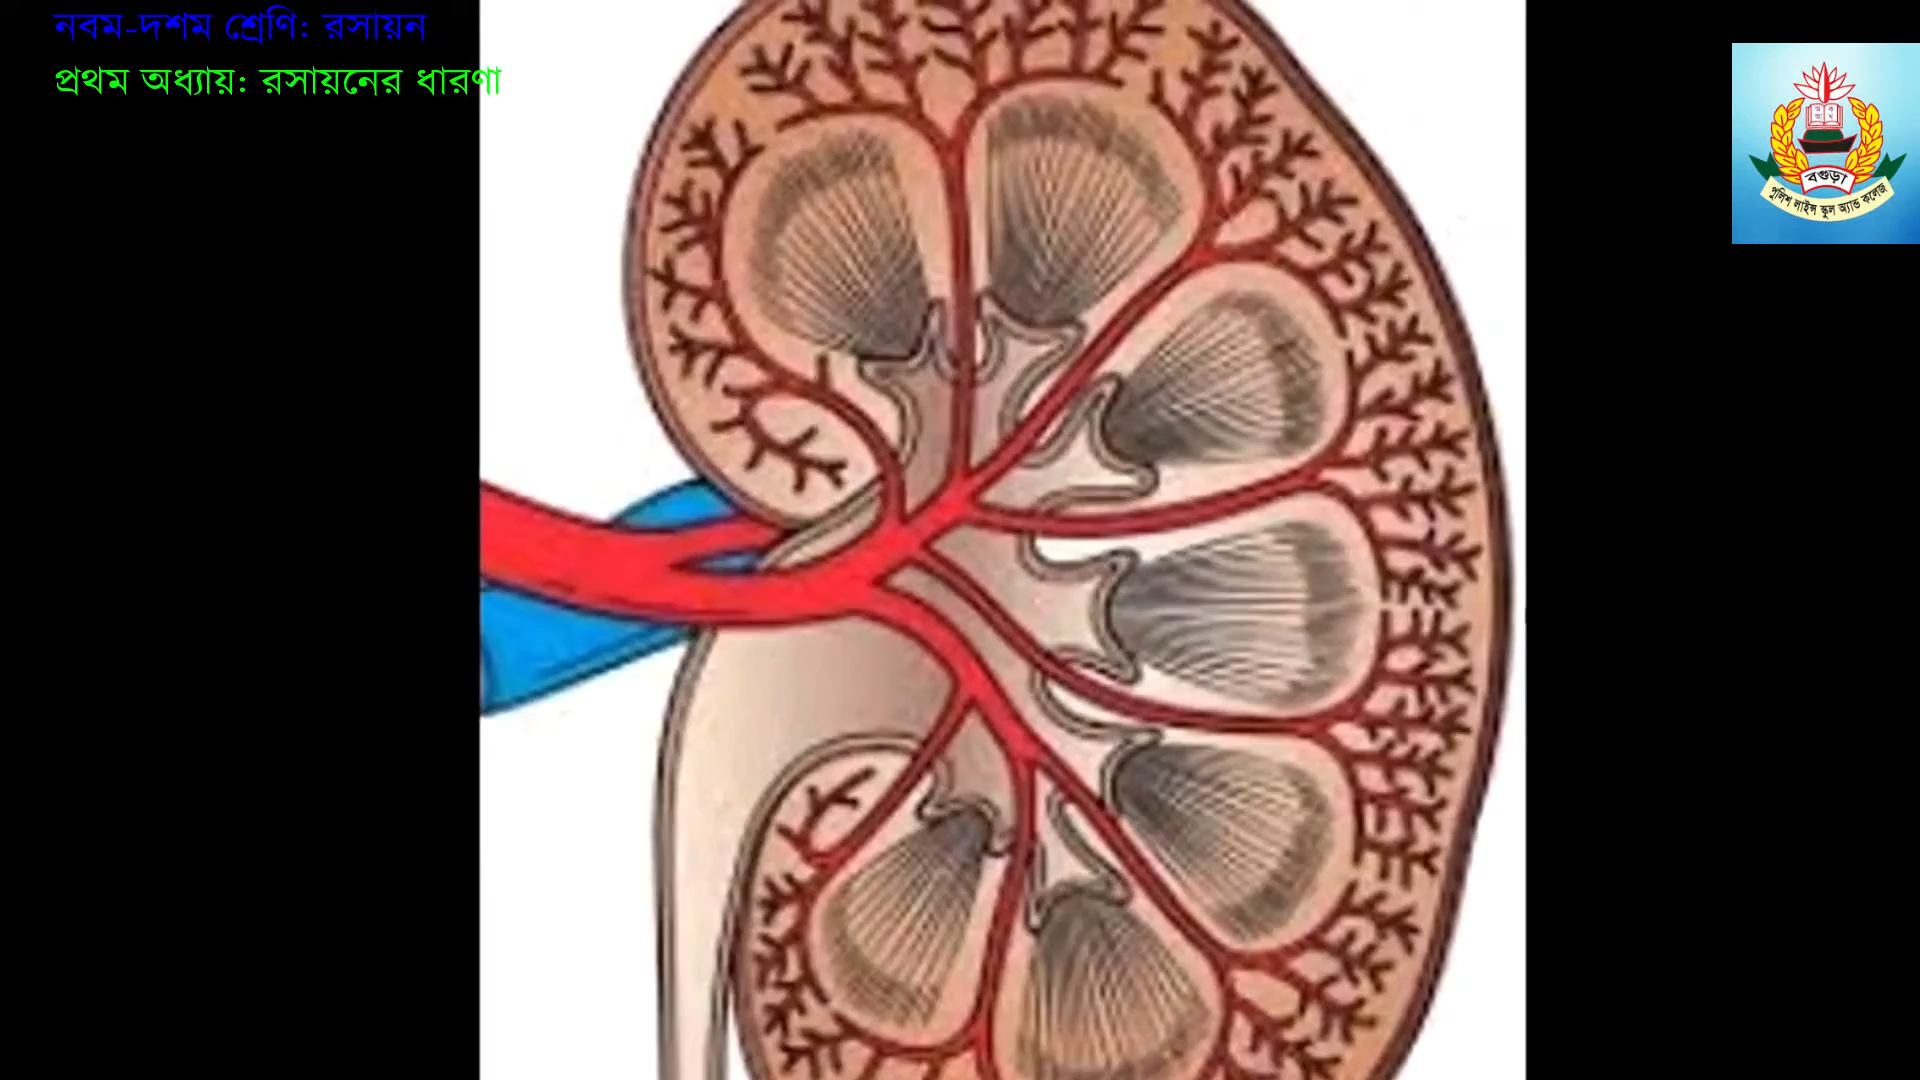 নবম-দশম শ্রেণি: রসায়ন
প্রথম অধ্যায়: রসায়নের ধারণা
বগুড়া
পুলিশ লাইন্স স্কুল অ্যান্ড কলেজ